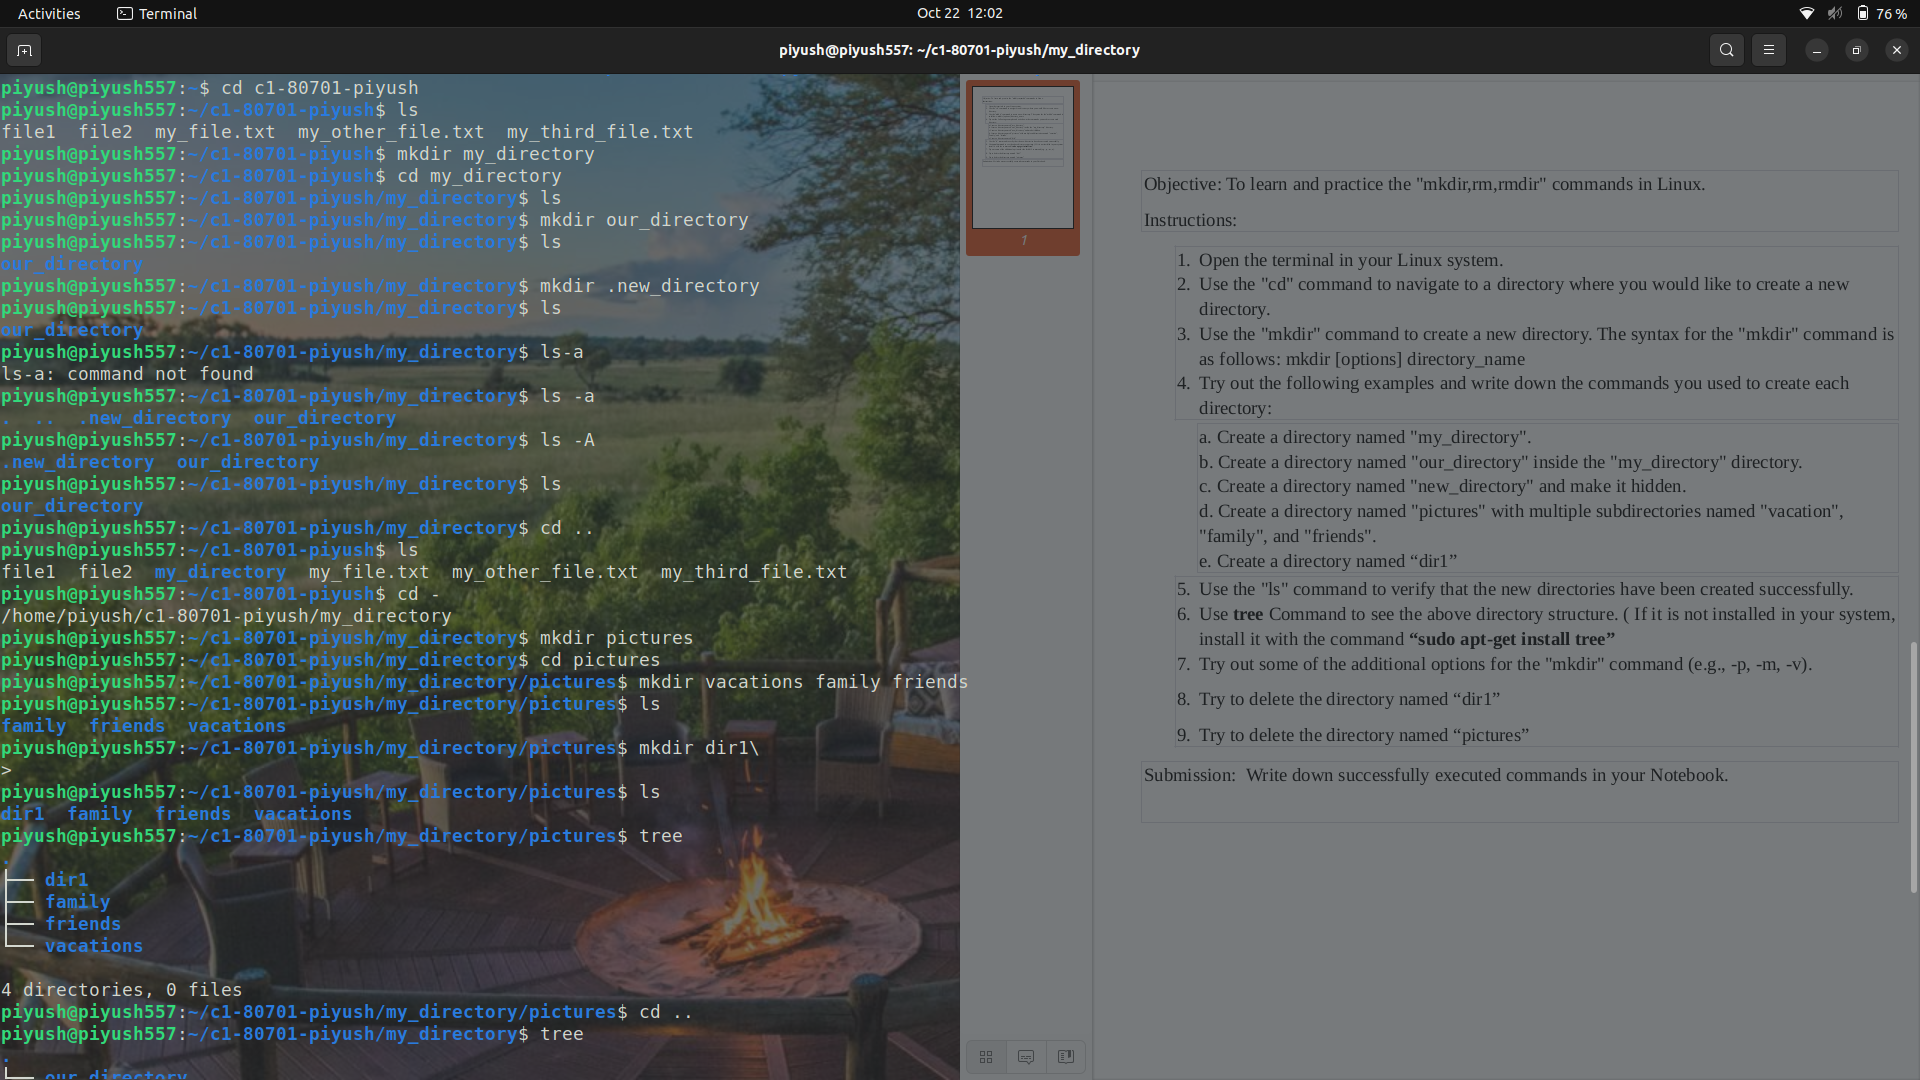 Activities Terminal Oct 22 12:02 76 %
piyush@piyush557: ~/c1-80701-piyush/my_directory
piyush@piyush557:~$ cd c1-80701-piyush
piyush@piyush557:~/c1-80701-piyush$ ls
file1  file2  my_file.txt  my_other_file.txt  my_third_file.txt
piyush@piyush557:~/c1-80701-piyush$ mkdir my_directory
piyush@piyush557:~/c1-80701-piyush$ cd my_directory
piyush@piyush557:~/c1-80701-piyush/my_directory$ ls
piyush@piyush557:~/c1-80701-piyush/my_directory$ mkdir our_directory
piyush@piyush557:~/c1-80701-piyush/my_directory$ ls
our_directory
piyush@piyush557:~/c1-80701-piyush/my_directory$ mkdir .new_directory
piyush@piyush557:~/c1-80701-piyush/my_directory$ ls
our_directory
piyush@piyush557:~/c1-80701-piyush/my_directory$ ls-a
ls-a: command not found
piyush@piyush557:~/c1-80701-piyush/my_directory$ ls -a
.  ..  .new_directory  our_directory
piyush@piyush557:~/c1-80701-piyush/my_directory$ ls -A
.new_directory  our_directory
piyush@piyush557:~/c1-80701-piyush/my_directory$ ls
our_directory
piyush@piyush557:~/c1-80701-piyush/my_directory$ cd ..
piyush@piyush557:~/c1-80701-piyush$ ls
file1  file2  my_directory  my_file.txt  my_other_file.txt  my_third_file.txt
piyush@piyush557:~/c1-80701-piyush$ cd -
/home/piyush/c1-80701-piyush/my_directory
piyush@piyush557:~/c1-80701-piyush/my_directory$ mkdir pictures
piyush@piyush557:~/c1-80701-piyush/my_directory$ cd pictures
piyush@piyush557:~/c1-80701-piyush/my_directory/pictures$ mkdir vacations family friends
piyush@piyush557:~/c1-80701-piyush/my_directory/pictures$ ls
family  friends  vacations
piyush@piyush557:~/c1-80701-piyush/my_directory/pictures$ mkdir dir1\
>
piyush@piyush557:~/c1-80701-piyush/my_directory/pictures$ ls
dir1  family  friends  vacations
piyush@piyush557:~/c1-80701-piyush/my_directory/pictures$ tree
.
├── dir1
├── family
├── friends
└── vacations
4 directories, 0 files
piyush@piyush557:~/c1-80701-piyush/my_directory/pictures$ cd ..
piyush@piyush557:~/c1-80701-piyush/my_directory$ tree
.
├── our_directory
1
Objective: To learn and practice the "mkdir,rm,rmdir" commands in Linux.
Instructions:
1. Open the terminal in your Linux system.
2. Use the "cd" command to navigate to a directory where you would like to create a new
directory.
3. Use the "mkdir" command to create a new directory. The syntax for the "mkdir" command is
as follows: mkdir [options] directory_name
4. Try out the following examples and write down the commands you used to create each
directory:
a. Create a directory named "my_directory".
b. Create a directory named "our_directory" inside the "my_directory" directory.
c. Create a directory named "new_directory" and make it hidden.
d. Create a directory named "pictures" with multiple subdirectories named "vacation",
"family", and "friends".
e. Create a directory named “dir1”
5. Use the "ls" command to verify that the new directories have been created successfully.
6. Use tree Command to see the above directory structure. ( If it is not installed in your system,
install it with the command “sudo apt-get install tree”
7. Try out some of the additional options for the "mkdir" command (e.g., -p, -m, -v).
8. Try to delete the directory named “dir1”
9. Try to delete the directory named “pictures”
Submission:  Write down successfully executed commands in your Notebook.